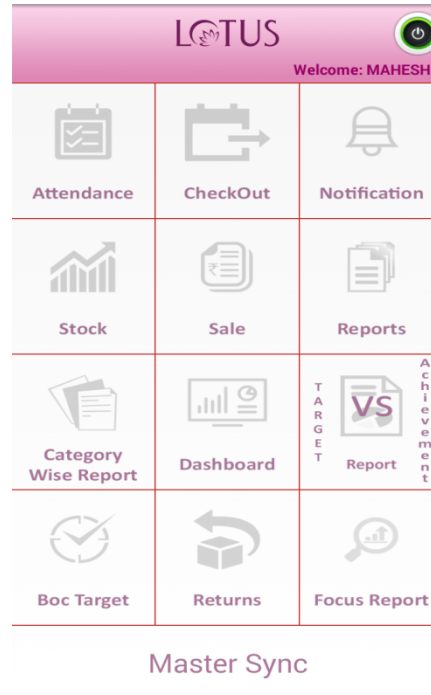 LOTUS
Welcome: MAHESH
Attendance
CheckOut
Notification
Stock
Sale
Reports
Category
Wise Report
Dashboard
TARGET
VS
Report
Achievement
Boc Target
Returns
Focus Report
Master Sync